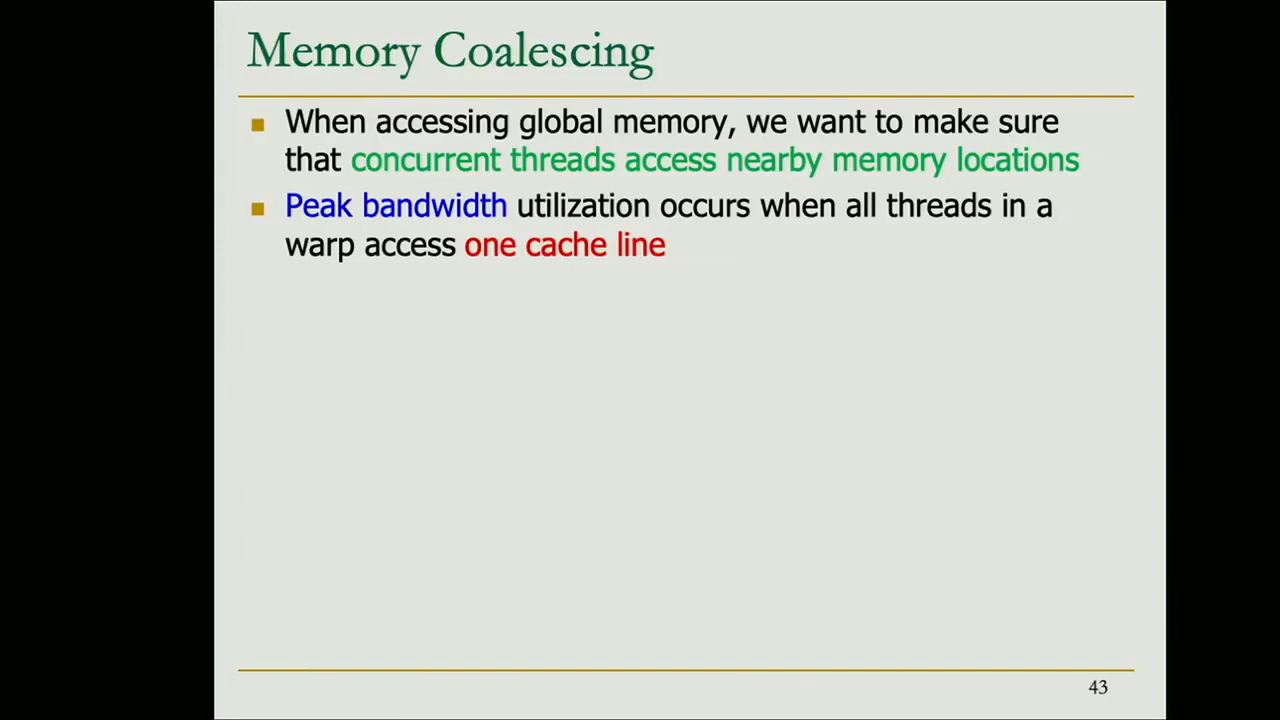 Memory Coalescing
When accessing global memory, we want to make sure
that concurrent threads access nearby memory locations
Peak bandwidth utilization occurs when all threads in a
warp access one cache line
43